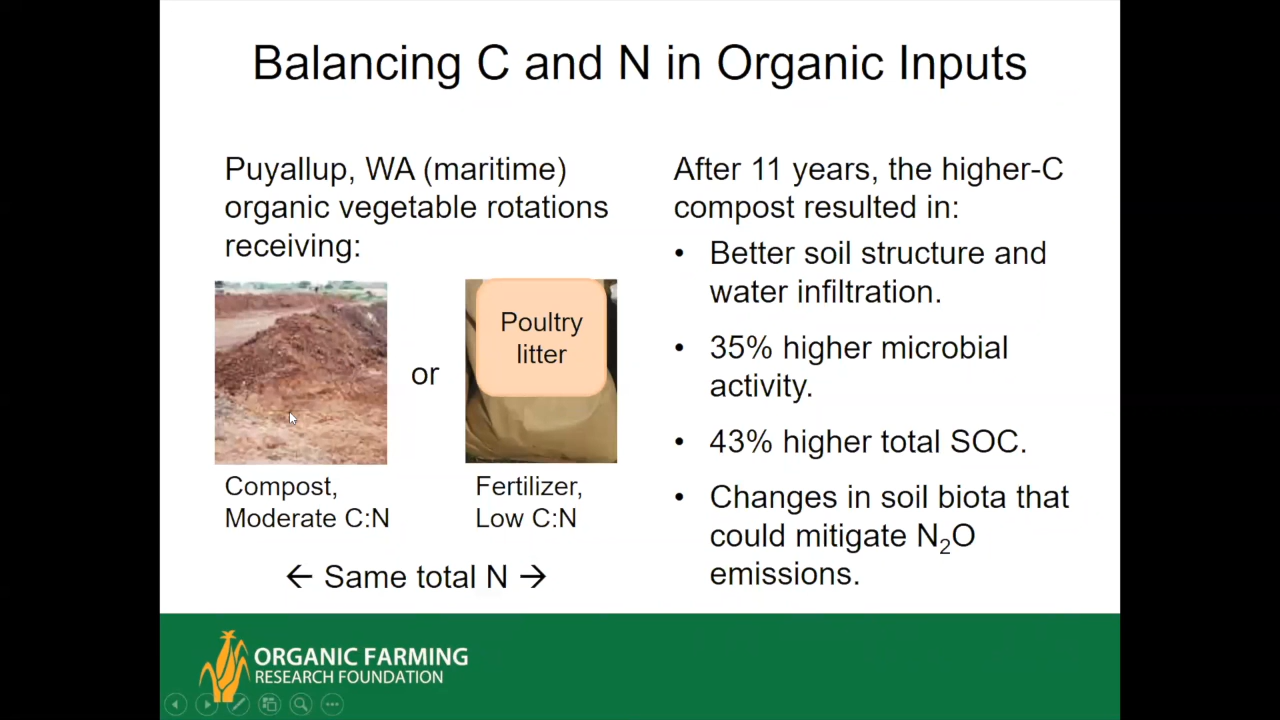 Balancing C and N in Organic Inputs
Puyallup, WA (maritime)
organic vegetable rotations
receiving:
Poultry
litter
or
Compost,
Moderate C:N
Fertilizer,
Low C:N
← Same total N →
After 11 years, the higher-C
compost resulted in:
• Better soil structure and
water infiltration.
• 35% higher microbial
activity.
• 43% higher total SOC.
• Changes in soil biota that
could mitigate N₂O
emissions.
ORGANIC FARMING
RESEARCH FOUNDATION